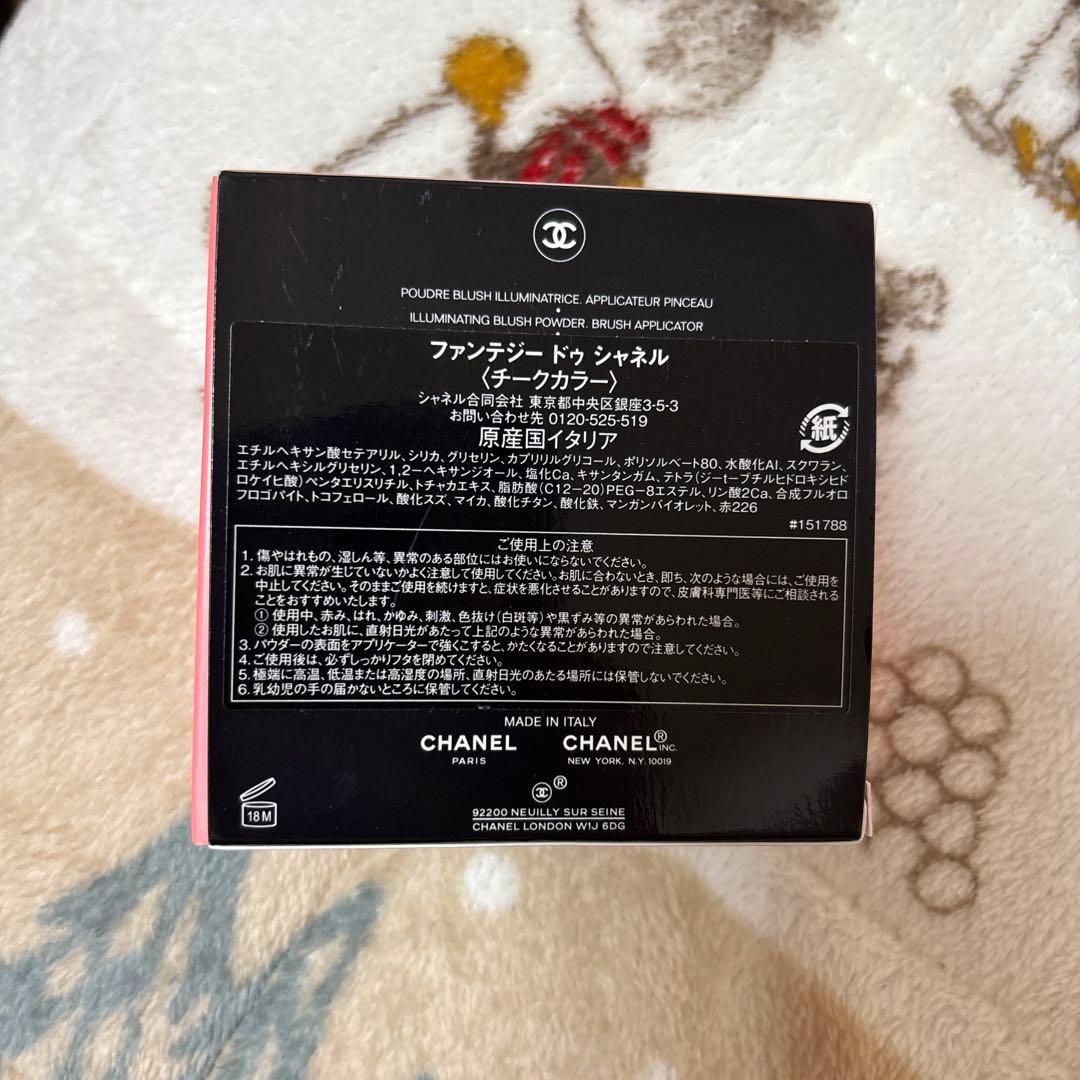 POUDRE BLUSH ILLUMINATRICE. APPLICATEUR PINCEAU
ILLUMINATING BLUSH POWDER. BRUSH APPLICATOR
ファンテジー ドゥ シャネル
〈チークカラー〉
シャネル合同会社 東京都中央区銀座3-5-3
お問い合わせ先 0120-525-519
原産国イタリア
紙
エチルヘキサン酸セテアリル、シリカ、グリセリン、カプリリルグリコール、ポリソルベート80、水酸化Al、スクワラン、
エチルヘキシルグリセリン、1,2-ヘキサンジオール、塩化Ca、キサンタンガム、テトラ(ジーt-ブチルヒドロキシヒド
ロケイヒ酸)ペンタエリスリチル、トチャカエキス、脂肪酸(C12-20)PEG-8エステル、リン酸2Ca、合成フルオロ
フロゴパイト、トコフェロール、酸化スズ、マイカ、酸化チタン、酸化鉄、マンガンバイオレット、赤226
#151788
ご使用上の注意
1. 傷やはれもの、湿しん等、異常のある部位にはお使いにならないでください。
2. お肌に異常が生じていないかよく注意して使用してください。お肌に合わないとき、即ち、次のような場合には、ご使用を
中止してください。そのままご使用を続けますと、症状を悪化させることがありますので、皮膚科専門医等にご相談される
ことをおすすめいたします。
① 使用中、赤み、はれ、かゆみ、刺激、色抜け(白斑等)や黒ずみ等の異常があらわれた場合。
② 使用したお肌に、直射日光があたって上記のような異常があらわれた場合。
3. パウダーの表面をアプリケーターで強くこすると、かたくなることがありますので注意してください。
4. ご使用後は、必ずしっかりフタを閉めてください。
5. 極端に高温、低温または高湿度の場所、直射日光のあたる場所には保管しないでください。
6. 乳幼児の手の届かないところに保管してください。
MADE IN ITALY
CHANEL CHANEL® INC.
PARIS NEW YORK, N.Y. 10019
®
18 M
92200 NEUILLY SUR SEINE
CHANEL LONDON W1J 6DG